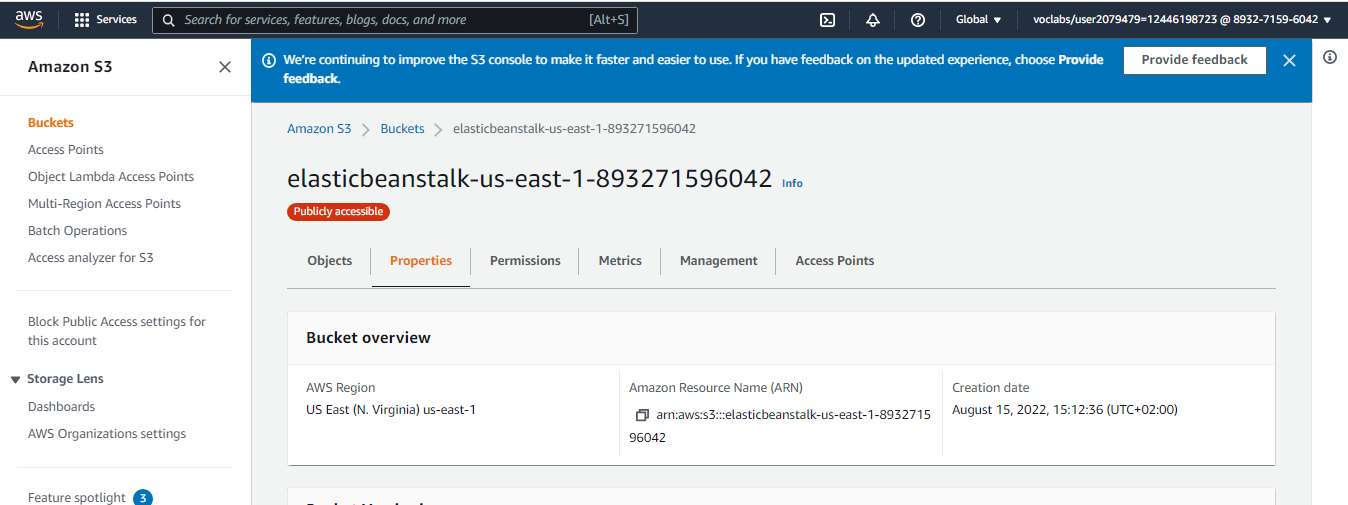 aws
Services
Search for services, features, blogs, docs, and more
[Alt+S]
Global
voclabs/user2079479=12446198723 @ 8932-7159-6042
Amazon S3
Buckets
Access Points
Object Lambda Access Points
Multi-Region Access Points
Batch Operations
Access analyzer for S3
Block Public Access settings for
this account
Storage Lens
Dashboards
AWS Organizations settings
Feature spotlight 3
We're continuing to improve the S3 console to make it faster and easier to use. If you have feedback on the updated experience, choose Provide
feedback.
Provide feedback
Amazon S3
Buckets
elasticbeanstalk-us-east-1-893271596042
elasticbeanstalk-us-east-1-893271596042 Info
Publicly accessible
Objects
Properties
Permissions
Metrics
Management
Access Points
Bucket overview
AWS Region
US East (N. Virginia) us-east-1
Amazon Resource Name (ARN)
arn:aws:s3:::elasticbeanstalk-us-east-1-8932715
96042
Creation date
August 15, 2022, 15:12:36 (UTC+02:00)